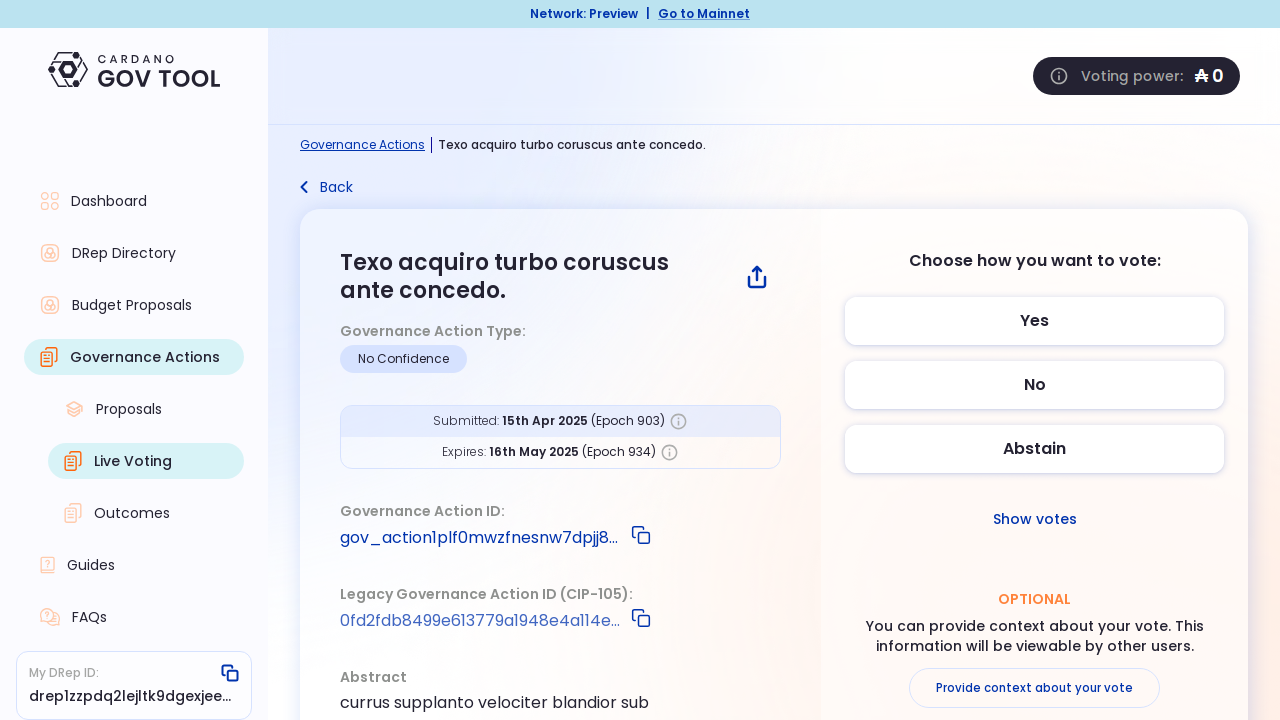 Network: Preview | Go to Mainnet
CARDANO
GOV TOOL
Voting power: ₳ 0
Governance Actions | Texo acquiro turbo coruscus ante concedo.
Back
Dashboard
DRep Directory
Budget Proposals
Governance Actions
Proposals
Live Voting
Outcomes
Guides
FAQs
My DRep ID:
drep1zzpdq2lejltk9dgexjee...
Texo acquiro turbo coruscus
ante concedo.
Governance Action Type:
No Confidence
Submitted: 15th Apr 2025 (Epoch 903)
Expires: 16th May 2025 (Epoch 934)
Governance Action ID:
gov_action1plf0mwzfnesnw7dpjj8...
Legacy Governance Action ID (CIP-105):
0fd2fdb8499e613779a1948e4a114e...
Abstract
currus supplanto velociter blandior sub
Choose how you want to vote:
Yes
No
Abstain
Show votes
OPTIONAL
You can provide context about your vote. This
information will be viewable by other users.
Provide context about your vote